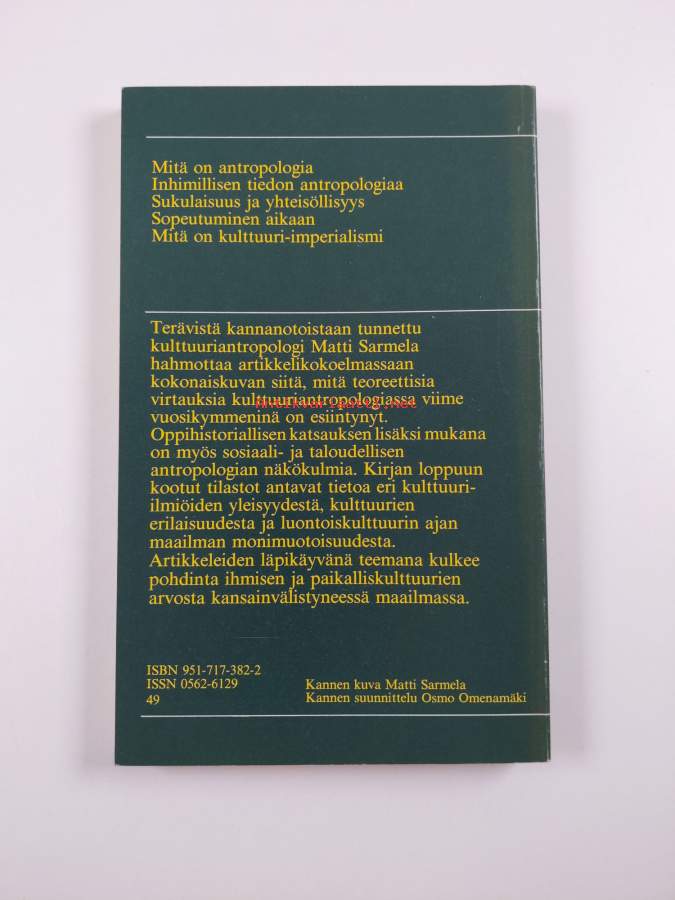 Mitä on antropologia
Inhimillisen tiedon antropologiaa
Sukulaisuus ja yhteisöllisyys
Sopeutuminen aikaan
Mitä on kulttuuri-imperialismi
Terävistä kannanotoistaan tunnettu
kulttuuriantropologi Matti Sarmela
hahmottaa artikkelikokoelmassaan
kokonaiskuvan siitä, mitä teoreettisia
virtauksia kulttuuriantropologiassa viime
antikvariaatti.net
vuosikymmeninä on esiintynyt.
Oppihistoriallisen katsauksen lisäksi mukana
on myös sosiaali- ja taloudellisen
antropologian näkökulmia. Kirjan loppuun
kootut tilastot antavat tietoa eri kulttuuri-
ilmiöiden yleisyydestä, kulttuurien
erilaisuudesta ja luontoiskulttuurin ajan
maailman monimuotoisuudesta.
Artikkeleiden läpikäyvänä teemana kulkee
pohdinta ihmisen ja paikalliskulttuurien
arvosta kansainvälistyneessä maailmassa.
ISBN 951-717-382-2
ISSN 0562-6129
49
Kannen kuva Matti Sarmela
Kannen suunnittelu Osmo Omenamäki